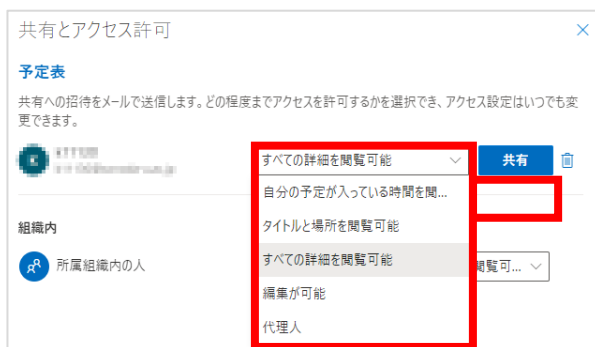 共有とアクセス許可
予定表
共有への招待をメールで送信します。どの程度までアクセスを許可するかを選択でき、アクセス設定はいつでも変
更できます。
すべての詳細を閲覧可能
共有
自分の予定が入っている時間を閲...
タイトルと場所を閲覧可能
組織内
すべての詳細を閲覧可能
所属組織内の人
閲覧可...
編集が可能
代理人